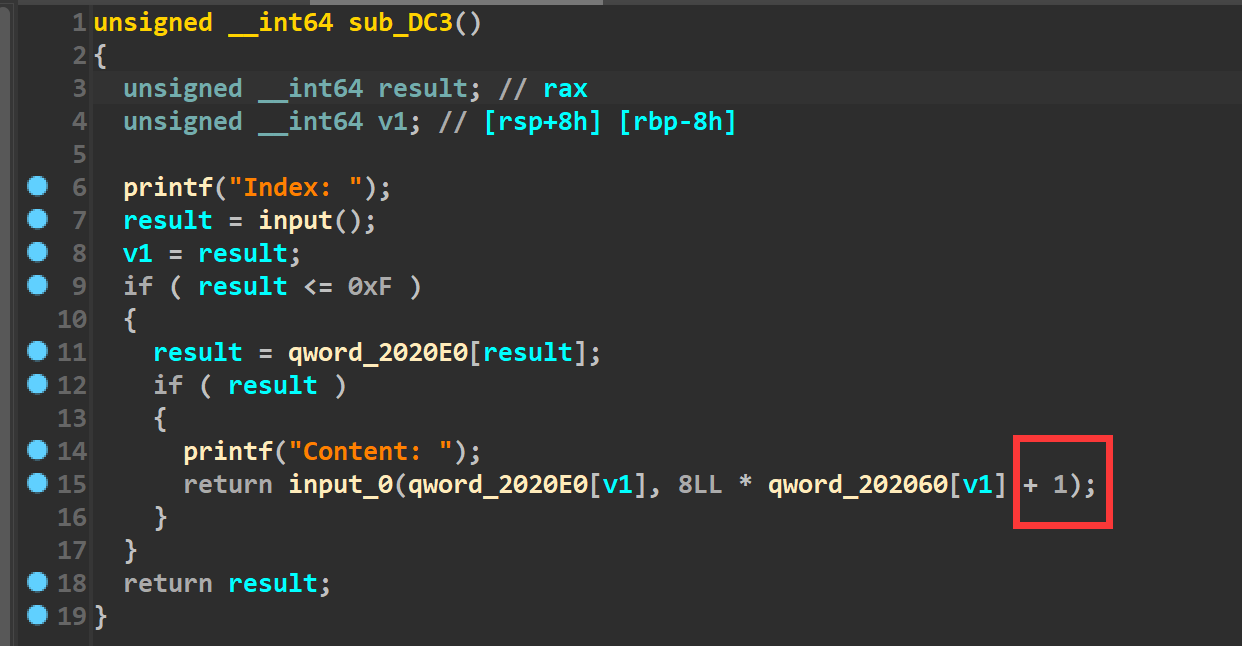 1 unsigned __int64 sub_DC3()
2 {
3   unsigned __int64 result; // rax
4   unsigned __int64 v1; // [rsp+8h] [rbp-8h]
5
6   printf("Index: ");
7   result = input();
8   v1 = result;
9   if ( result <= 0xF )
10   {
11     result = qword_2020E0[result];
12     if ( result )
13     {
14       printf("Content: ");
15       return input_0(qword_2020E0[v1], 8LL * qword_202060[v1] + 1);
16     }
17   }
18   return result;
19 }